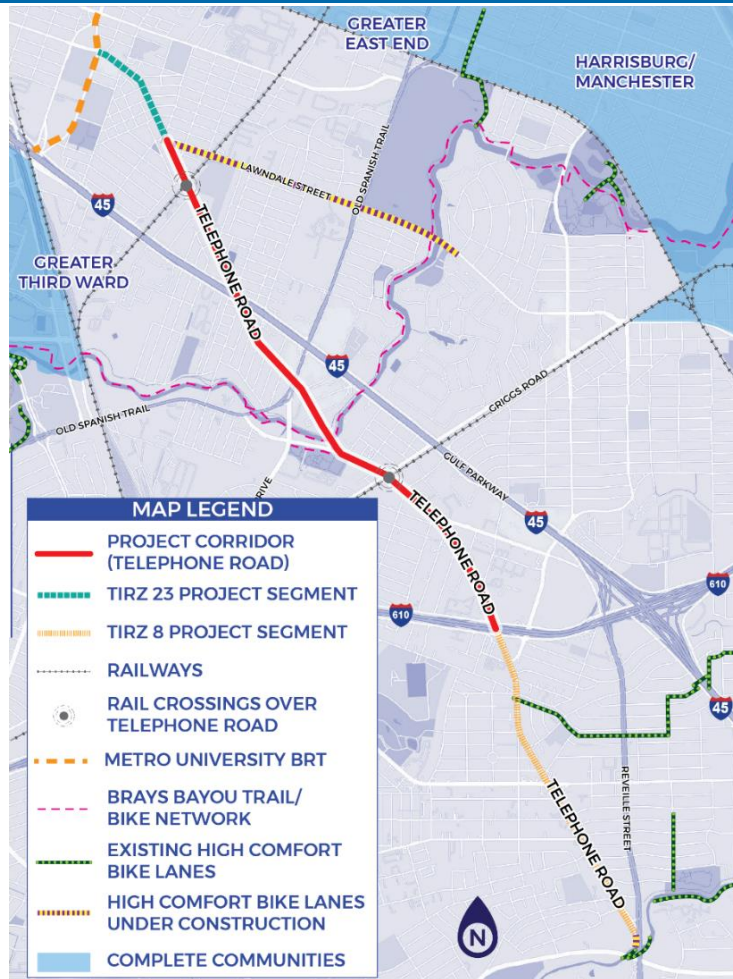 GREATER
EAST END
HARRISBURG/
MANCHESTER
OLD SPANISH TRAIL
LAWNDALE STREET
45
TELEPHONE ROAD
GREATER
THIRD WARD
45
GRIGGS ROAD
OLD SPANISH TRAIL
GULF PARKWAY
DRIVE
TELEPHONE ROAD
45
610
610
45
REVEILLE STREET
TELEPHONE ROAD
N
MAP LEGEND
PROJECT CORRIDOR
(TELEPHONE ROAD)
TIRZ 23 PROJECT SEGMENT
TIRZ 8 PROJECT SEGMENT
RAILWAYS
RAIL CROSSINGS OVER
TELEPHONE ROAD
METRO UNIVERSITY BRT
BRAYS BAYOU TRAIL/
BIKE NETWORK
EXISTING HIGH COMFORT
BIKE LANES
HIGH COMFORT BIKE LANES
UNDER CONSTRUCTION
COMPLETE COMMUNITIES